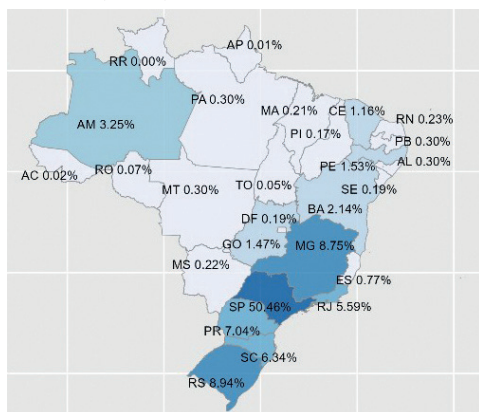 AP 0.01%
RR 0.00%
PA 0.30%
MA 0.21%
CE 1.16%
RN 0.23%
AM 3.25%
PI 0.17%
PB 0.30%
PE 1.53%
AL 0.30%
AC 0.02%
RO 0.07%
MT 0.30%
TO 0.05%
SE 0.19%
BA 2.14%
DF 0.19%
GO 1.47%
MG 8.75%
MS 0.22%
ES 0.77%
SP 50.46%
RJ 5.59%
PR 7.04%
SC 6.34%
RS 8.94%